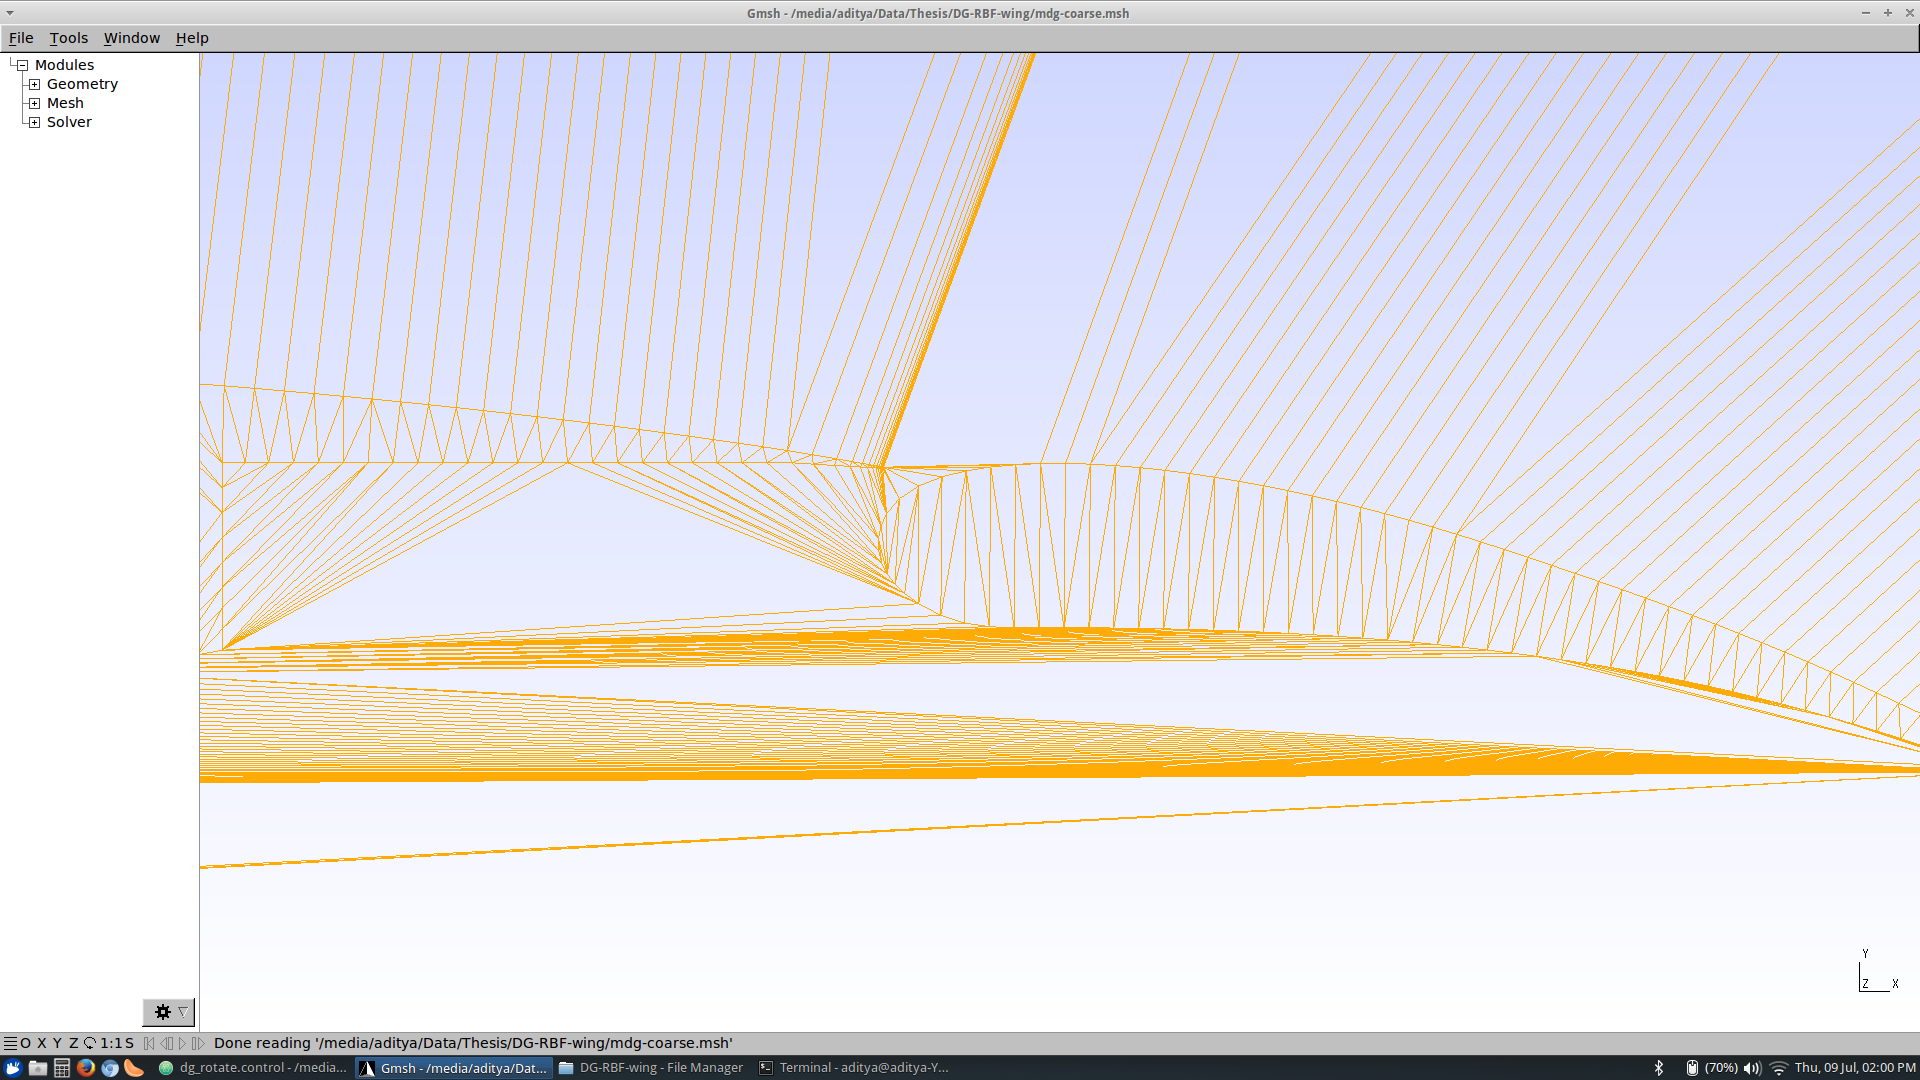 Gmsh - /media/aditya/Data/Thesis/DG-RBF-wing/mdg-coarse.msh
File Tools Window Help
Modules
Geometry
Mesh
Solver
Y
Z X
O X Y Z 1:1 S Done reading '/media/aditya/Data/Thesis/DG-RBF-wing/mdg-coarse.msh'
dg_rotate.control - /media... Gmsh - /media/aditya/Dat... DG-RBF-wing - File Manager Terminal - aditya@aditya-Y... (70%) Thu, 09 Jul, 02:00 PM